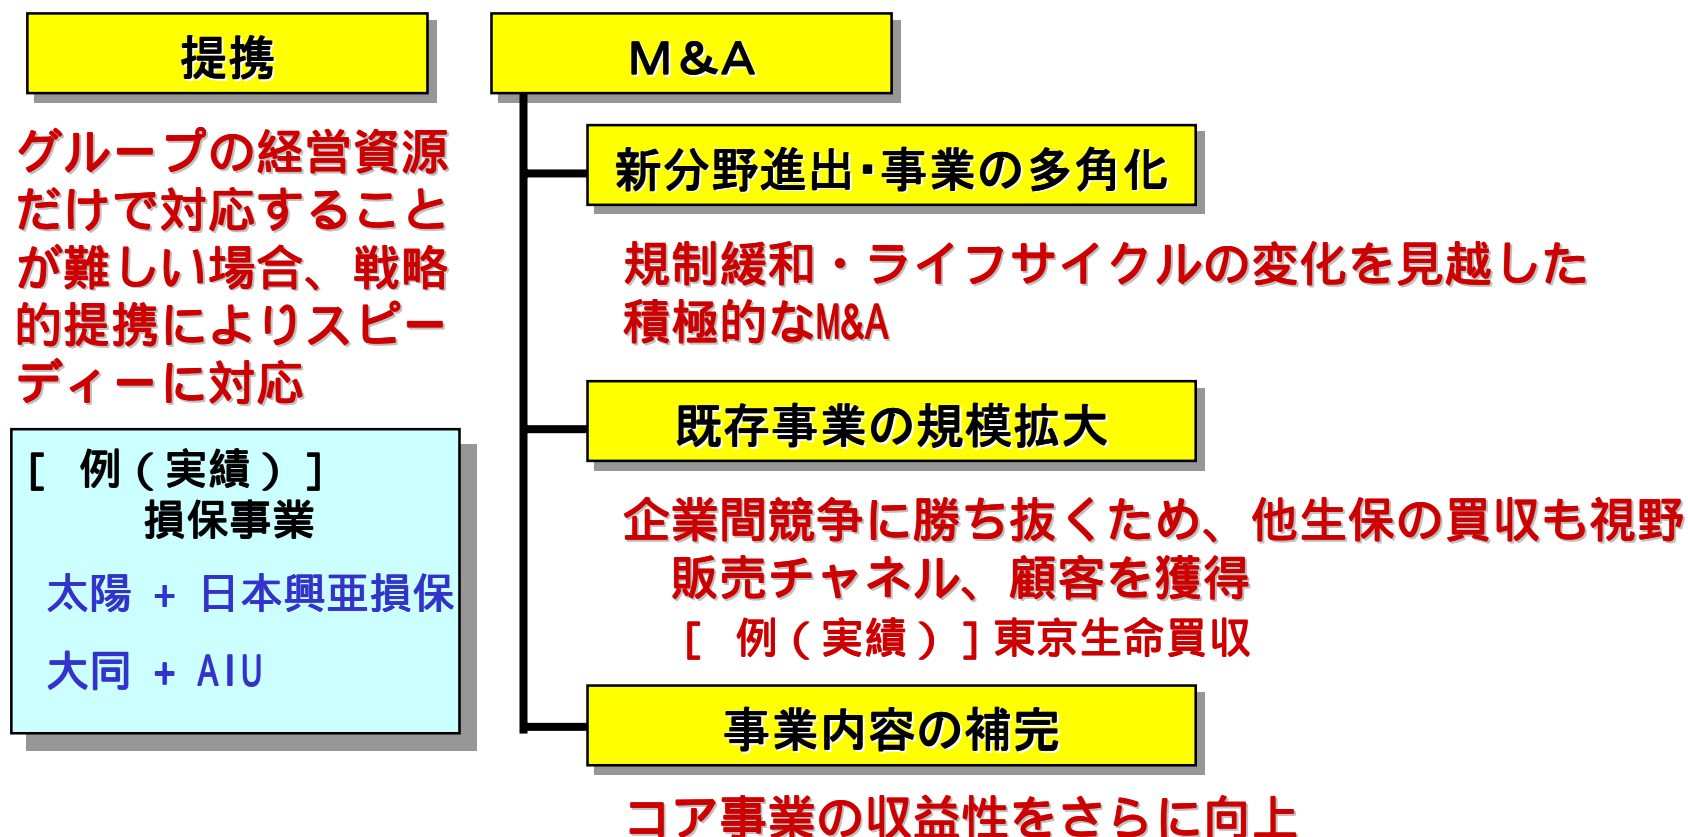 提携
グループの経営資源
だけで対応すること
が難しい場合、戦略
的提携によりスピー
ディーに対応
[ 例(実績)]
損保事業
太陽 + 日本興亜損保
大同 + AIU
M&A
新分野進出・事業の多角化
規制緩和・ライフサイクルの変化を見越した
積極的なM&A
既存事業の規模拡大
企業間競争に勝ち抜くため、他生保の買収も視野
販売チャネル、顧客を獲得
[ 例(実績)]東京生命買収
事業内容の補完
コア事業の収益性をさらに向上